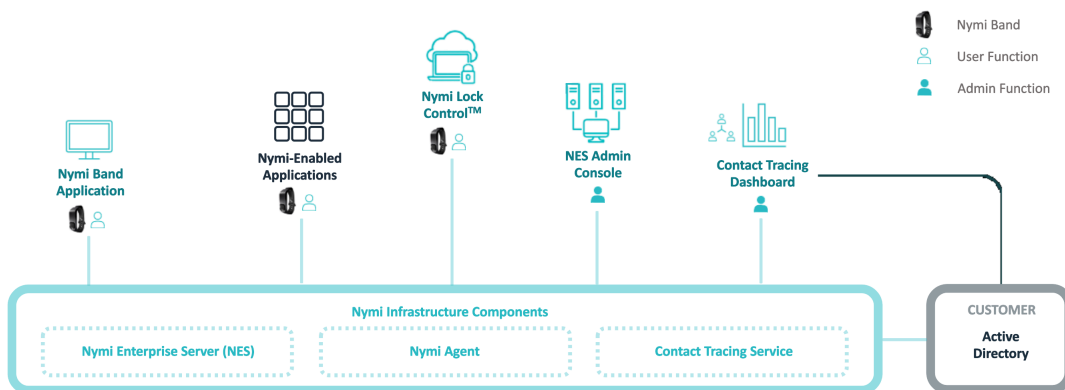 Nymi Band
User Function
Admin Function
Nymi Lock
Control™
Nymi-Enabled
Applications
NES Admin
Console
Contact Tracing
Dashboard
Nymi Band
Application
Nymi Infrastructure Components
Nymi Enterprise Server (NES)
Nymi Agent
Contact Tracing Service
CUSTOMER
Active
Directory